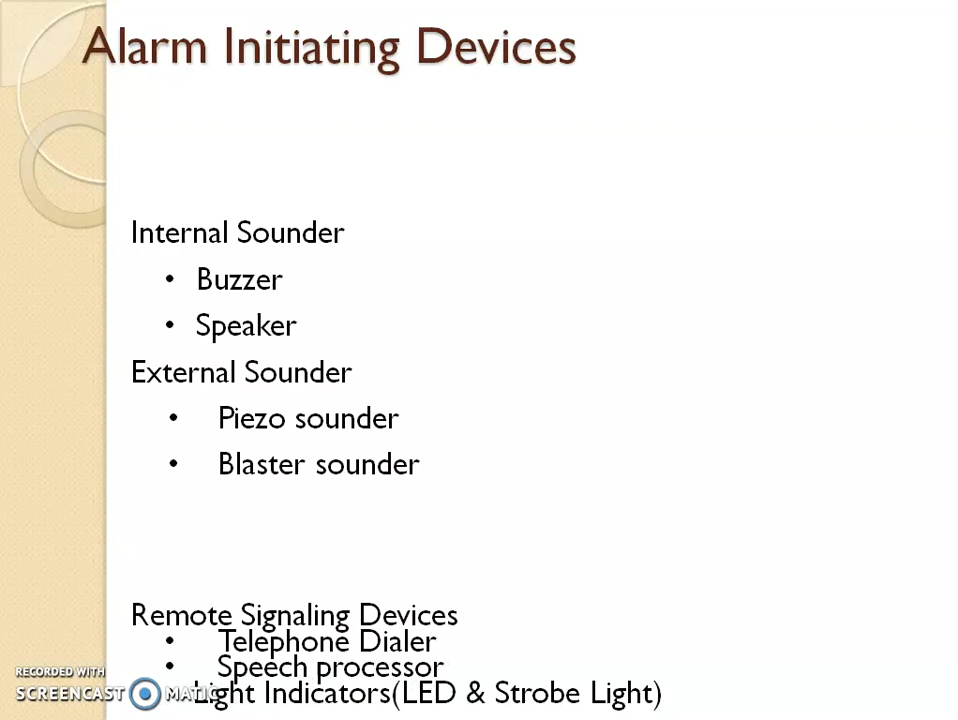 Alarm Initiating Devices
Internal Sounder
• Buzzer
• Speaker
External Sounder
• Piezo sounder
• Blaster sounder
Remote Signaling Devices
• Telephone Dialer
• Speech processor
Light Indicators(LED & Strobe Light)
RECORDED WITH
SCREENCAST MATIC